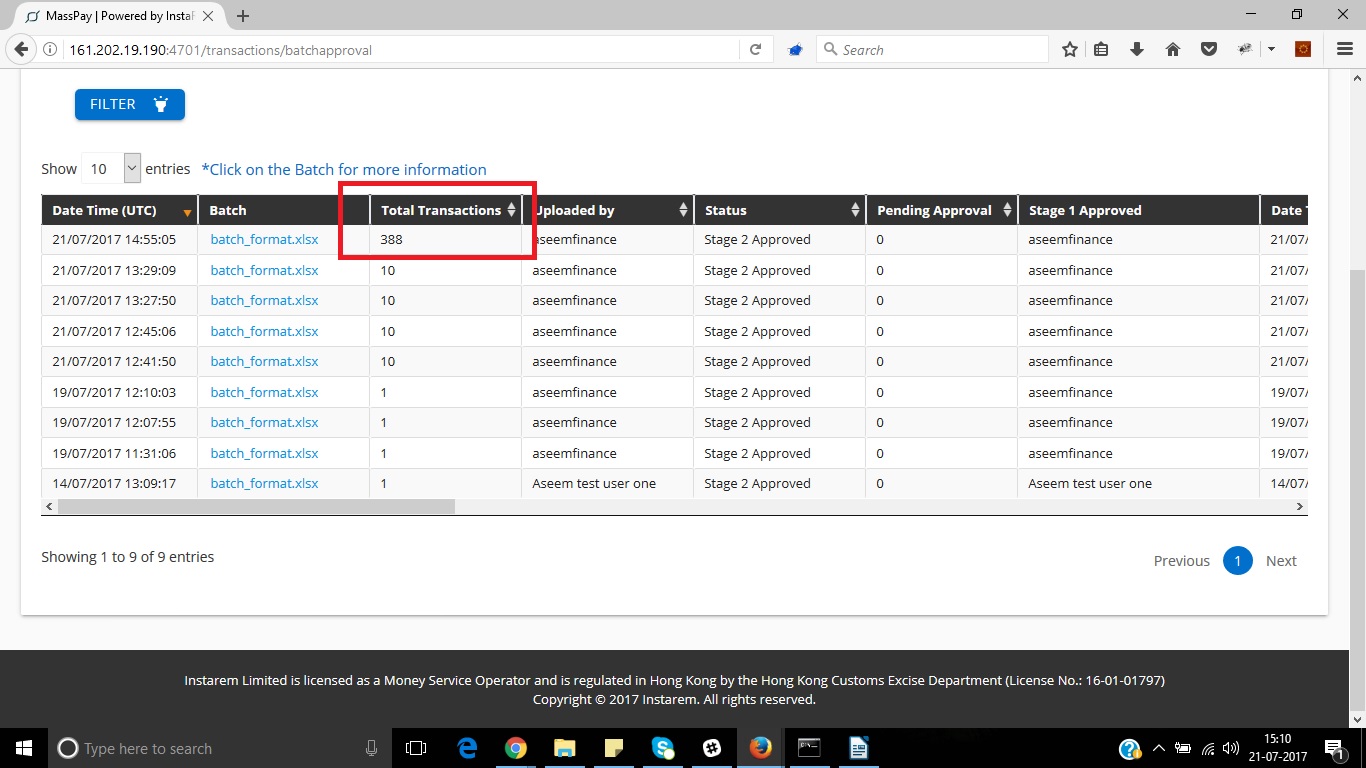 MassPay | Powered by InstaR
161.202.19.190:4701/transactions/batchapproval
Search
FILTER
Show 10 entries *Click on the Batch for more information
Date Time (UTC) Batch Total Transactions Uploaded by Status Pending Approval Stage 1 Approved Date T
21/07/2017 14:55:05 batch_format.xlsx 388 aseemfinance Stage 2 Approved 0 aseemfinance 21/07/
21/07/2017 13:29:09 batch_format.xlsx 10 aseemfinance Stage 2 Approved 0 aseemfinance 21/07/
21/07/2017 13:27:50 batch_format.xlsx 10 aseemfinance Stage 2 Approved 0 aseemfinance 21/07/
21/07/2017 12:45:06 batch_format.xlsx 10 aseemfinance Stage 2 Approved 0 aseemfinance 21/07/
21/07/2017 12:41:50 batch_format.xlsx 10 aseemfinance Stage 2 Approved 0 aseemfinance 21/07/
19/07/2017 12:10:03 batch_format.xlsx 1 aseemfinance Stage 2 Approved 0 aseemfinance 19/07/
19/07/2017 12:07:55 batch_format.xlsx 1 aseemfinance Stage 2 Approved 0 aseemfinance 19/07/
19/07/2017 11:31:06 batch_format.xlsx 1 aseemfinance Stage 2 Approved 0 aseemfinance 19/07/
14/07/2017 13:09:17 batch_format.xlsx 1 Aseem test user one Stage 2 Approved 0 Aseem test user one 14/07/
Showing 1 to 9 of 9 entries
Previous 1 Next
Instarem Limited is licensed as a Money Service Operator and is regulated in Hong Kong by the Hong Kong Customs Excise Department (License No.: 16-01-01797)
Copyright © 2017 Instarem. All rights reserved.
Type here to search
15:10
21-07-2017
1